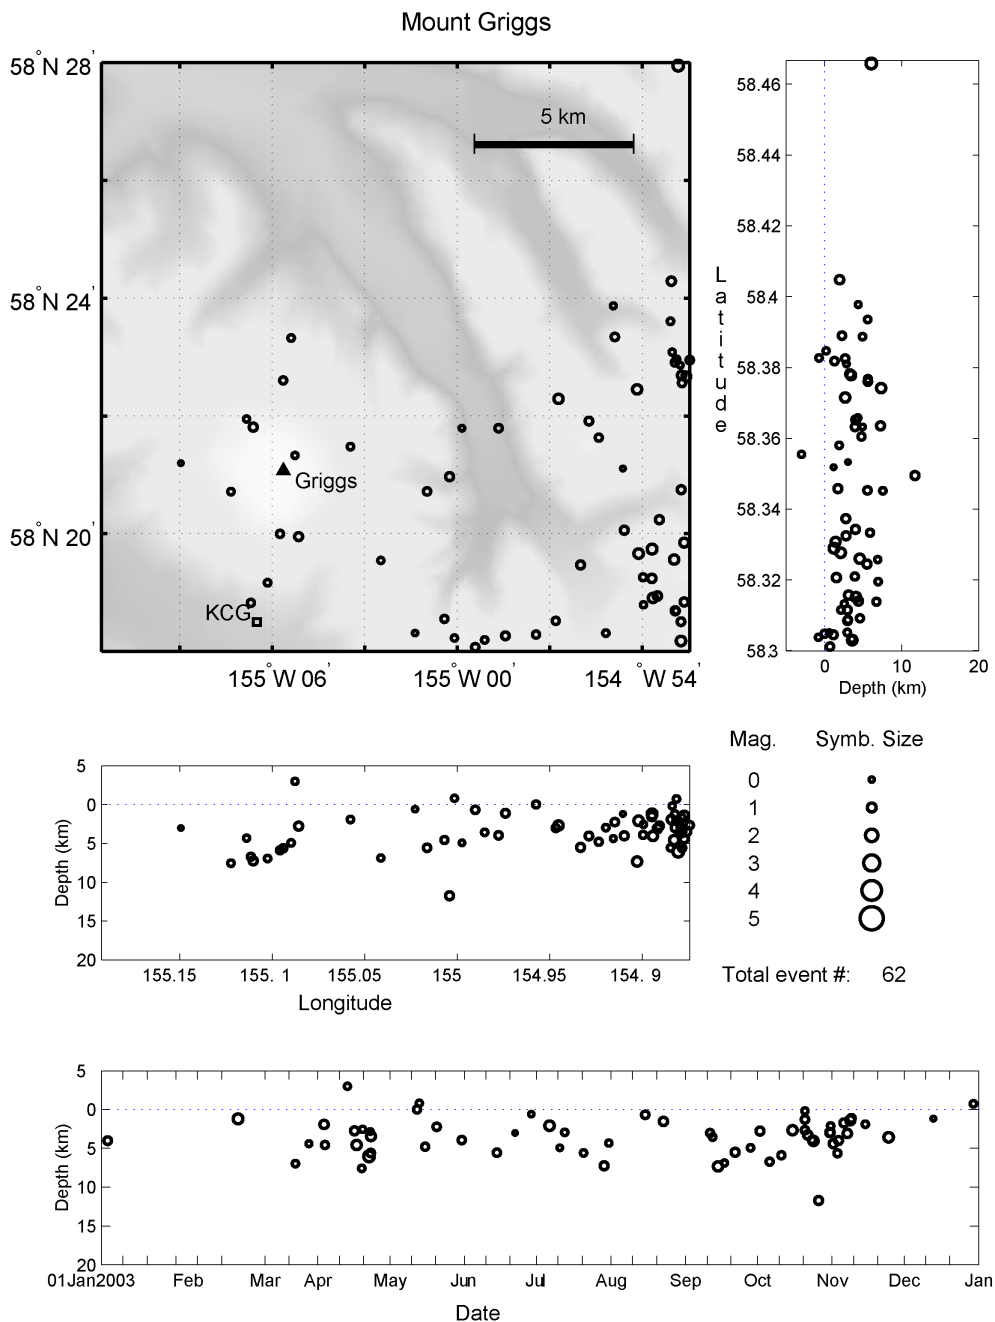 Mount Griggs
58°N 28'
5 km
58°N 24'
Griggs
58°N 20'
KCG
155°W 06'
155°W 00'
154°W 54'
58.46
58.44
58.42
58.4
58.38
58.36
58.34
58.32
58.3
Latitude
0
10
20
Depth (km)
5
0
5
10
15
20
Depth (km)
155.15
155.1
155.05
155
154.95
154.9
Longitude
Mag. Symb. Size
0
1
2
3
4
5
Total event #: 62
5
0
5
10
15
20
Depth (km)
01Jan2003 Feb Mar Apr May Jun Jul Aug Sep Oct Nov Dec Jan
Date